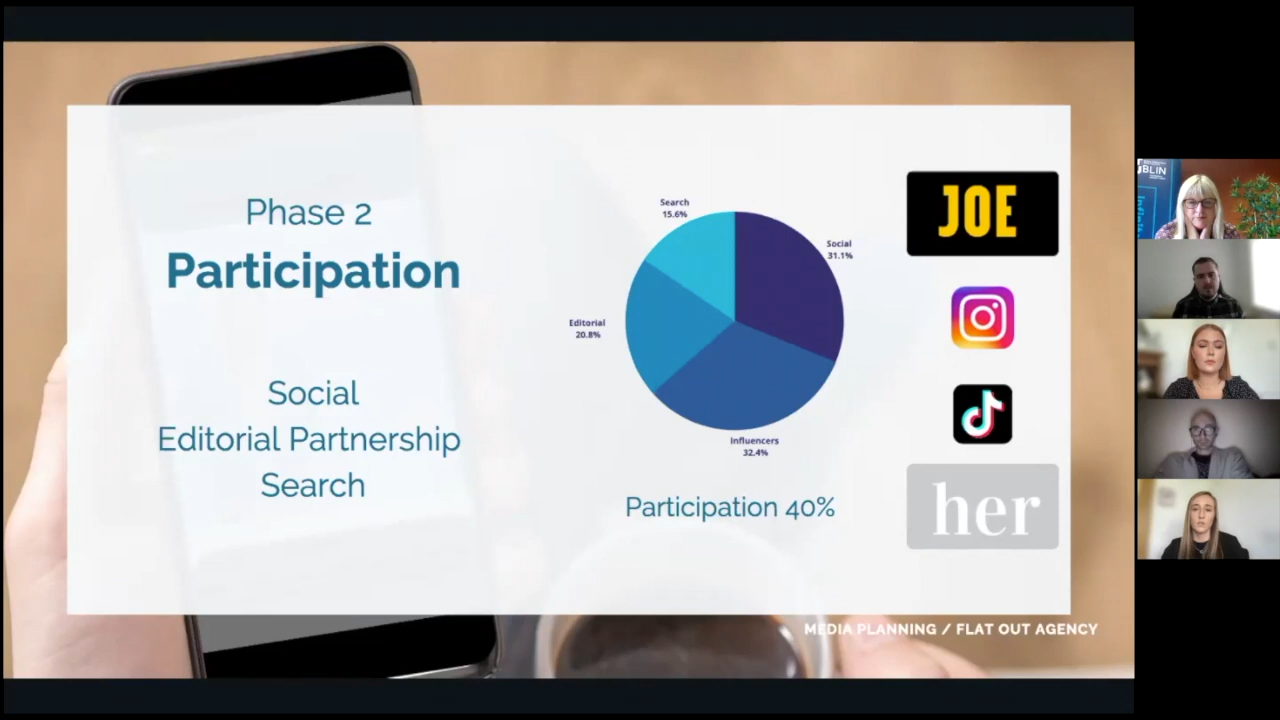 Phase 2
Participation
Social
Editorial Partnership
Search
Search
15.6%
Social
31.1%
Editorial
20.8%
Influencers
32.4%
Participation 40%
JOE
her
MEDIA PLANNING / FLAT OUT AGENCY
BLIN